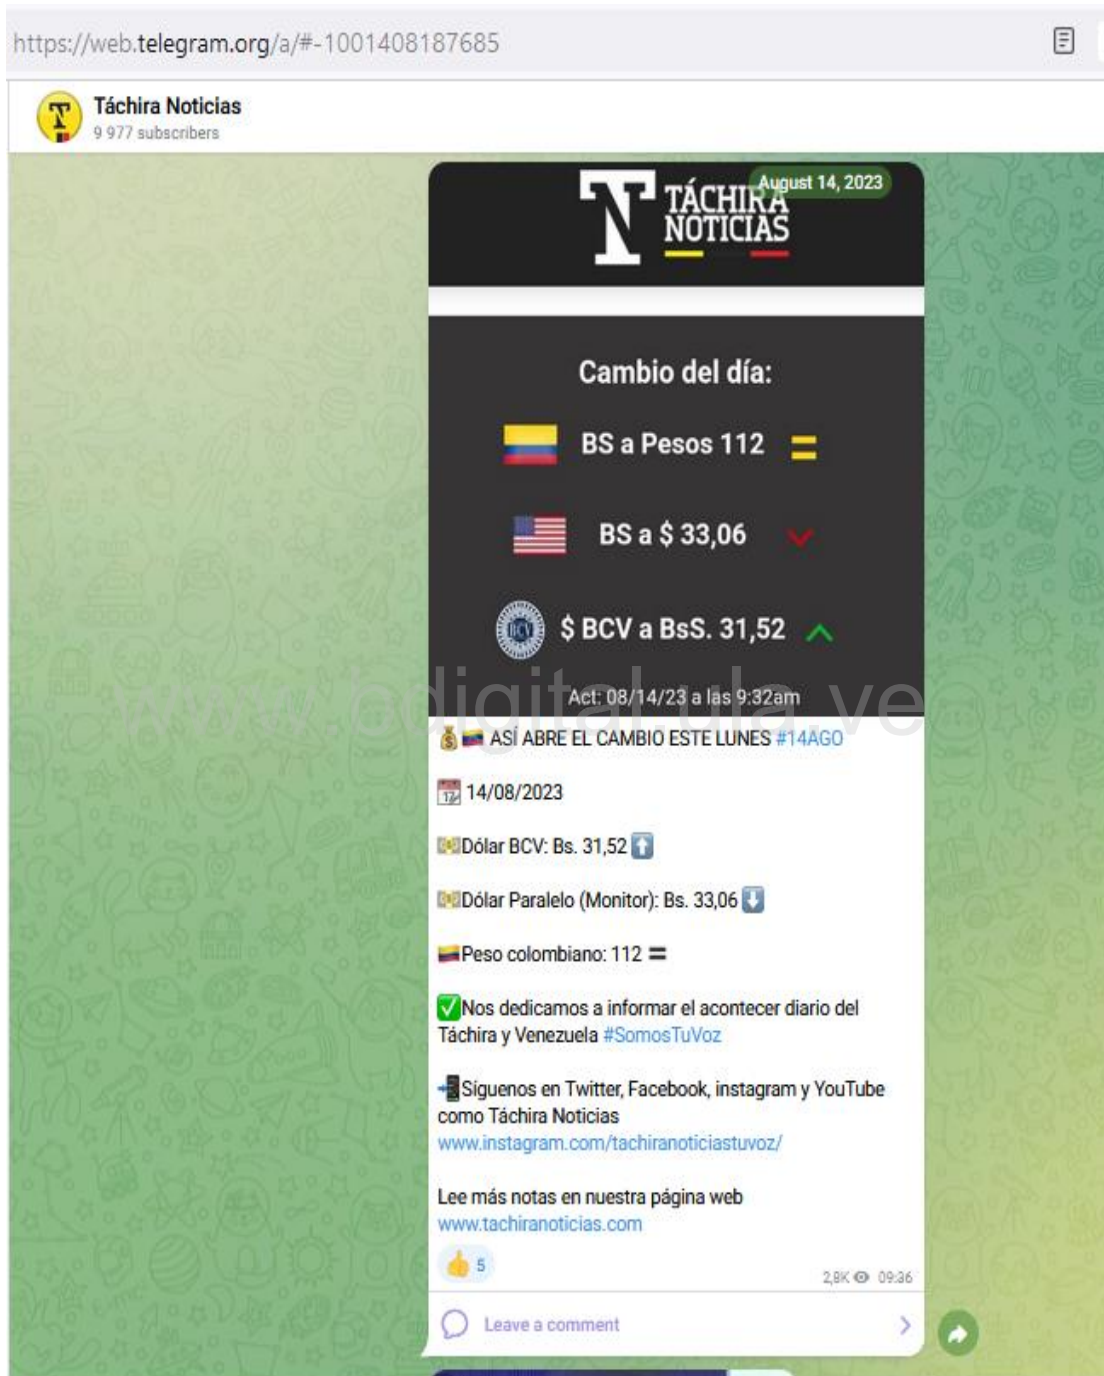 https://web.telegram.org/a/#-1001408187685
Táchira Noticias
9 977 subscribers
August 14, 2023
TÁCHIRA
NOTICIAS
Cambio del día:
BS a Pesos 112 =
BS a $ 33,06
BCV
$ BCV a BsS. 31,52
Act: 08/14/23 a las 9:32am
www.bdigital.ula.ve
💰🇻🇪 ASÍ ABRE EL CAMBIO ESTE LUNES #14AGO
📆 14/08/2023
💵Dólar BCV: Bs. 31,52⬆️
💵Dólar Paralelo (Monitor): Bs. 33,06⬇️
🇨🇴Peso colombiano: 112 🟰
✅Nos dedicamos a informar el acontecer diario del
Táchira y Venezuela #SomosTuVoz
📲Síguenos en Twitter, Facebook, instagram y YouTube
como Táchira Noticias
www.instagram.com/tachiranoticiastuvoz/
Lee más notas en nuestra página web
www.tachiranoticias.com
👍 5
2,8K 09:36
Leave a comment